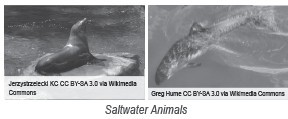 Jerzystrzelecki KC CC BY-SA 3.0 via Wikimedia
Commons
Greg Hume CC BY-SA 3.0 via Wikimedia Commons
Saltwater Animals